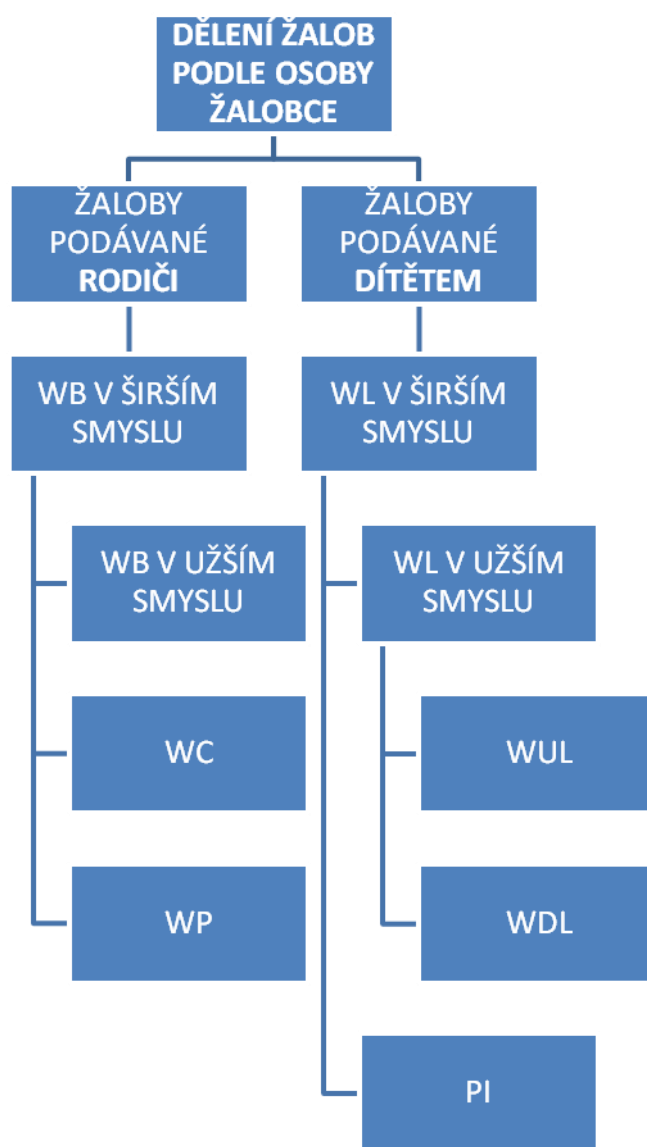 DĚLENÍ ŽALOB
PODLE OSOBY
ŽALOBCE
ŽALOBY
PODÁVANÉ
RODIČI
ŽALOBY
PODÁVANÉ
DÍTĚTEM
WB V ŠIRŠÍM
SMYSLU
WL V ŠIRŠÍM
SMYSLU
WB V UŽŠÍM
SMYSLU
WL V UŽŠÍM
SMYSLU
WC
WUL
WP
WDL
PI